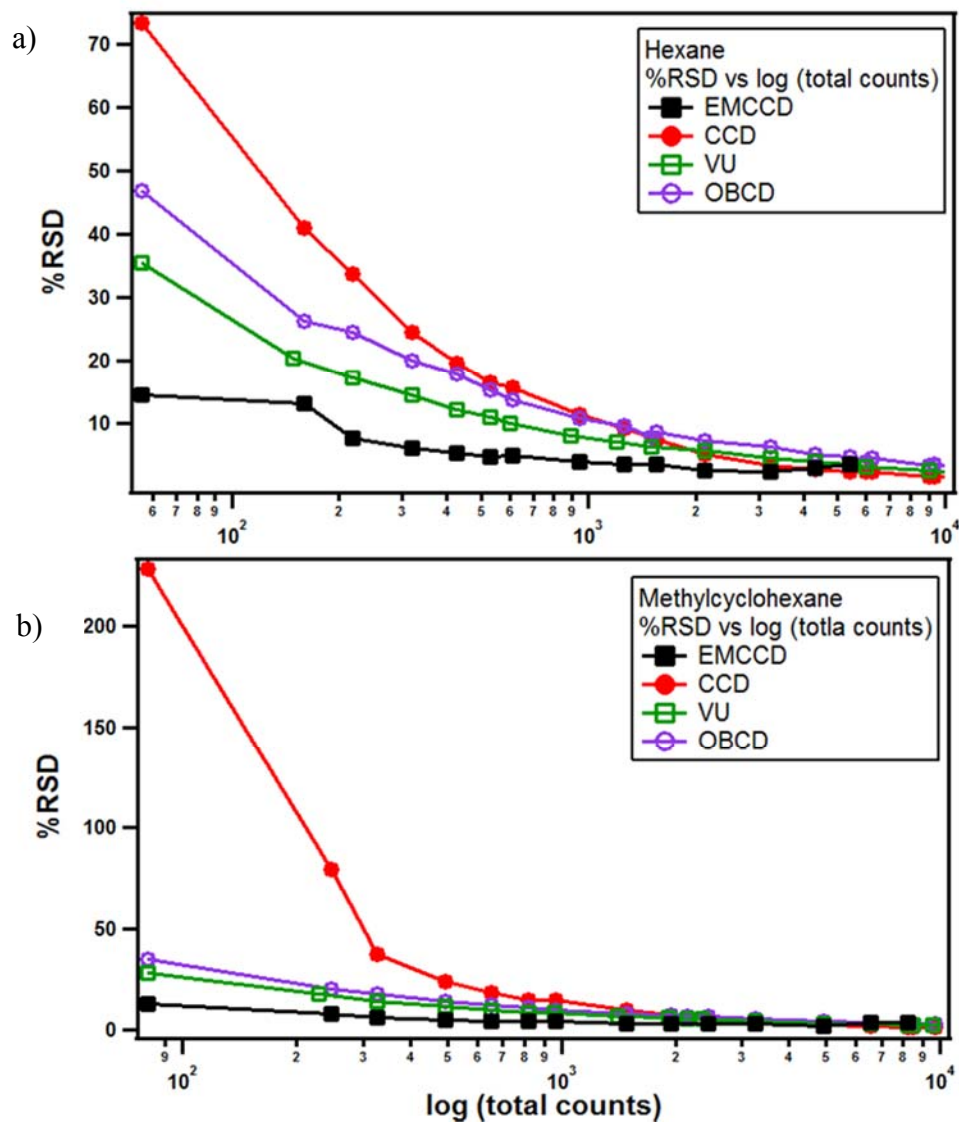 a)
Hexane
%RSD vs log (total counts)
EMCCD
CCD
VU
OBCD
%RSD
70
60
50
40
30
20
10
6 7 8 9 10² 2 3 4 5 6 7 8 9 10³ 2 3 4 5 6 7 8 9 10⁴
b)
Methylcyclohexane
%RSD vs log (totla counts)
EMCCD
CCD
VU
OBCD
%RSD
200
150
100
50
0
9 10² 2 3 4 5 6 7 8 9 10³ 2 3 4 5 6 7 8 9 10⁴
log (total counts)